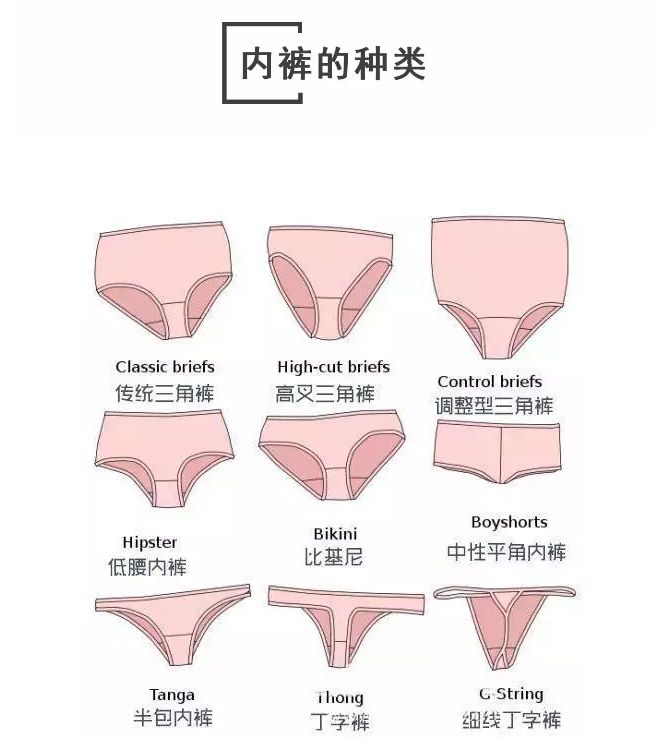 内裤的种类
Classic briefs
传统三角裤
High-cut briefs
高叉三角裤
Control briefs
调整型三角裤
Hipster
低腰内裤
Bikini
比基尼
Boyshorts
中性平角内裤
Tanga
半包内裤
Thong
丁字裤
G-String
细线丁字裤